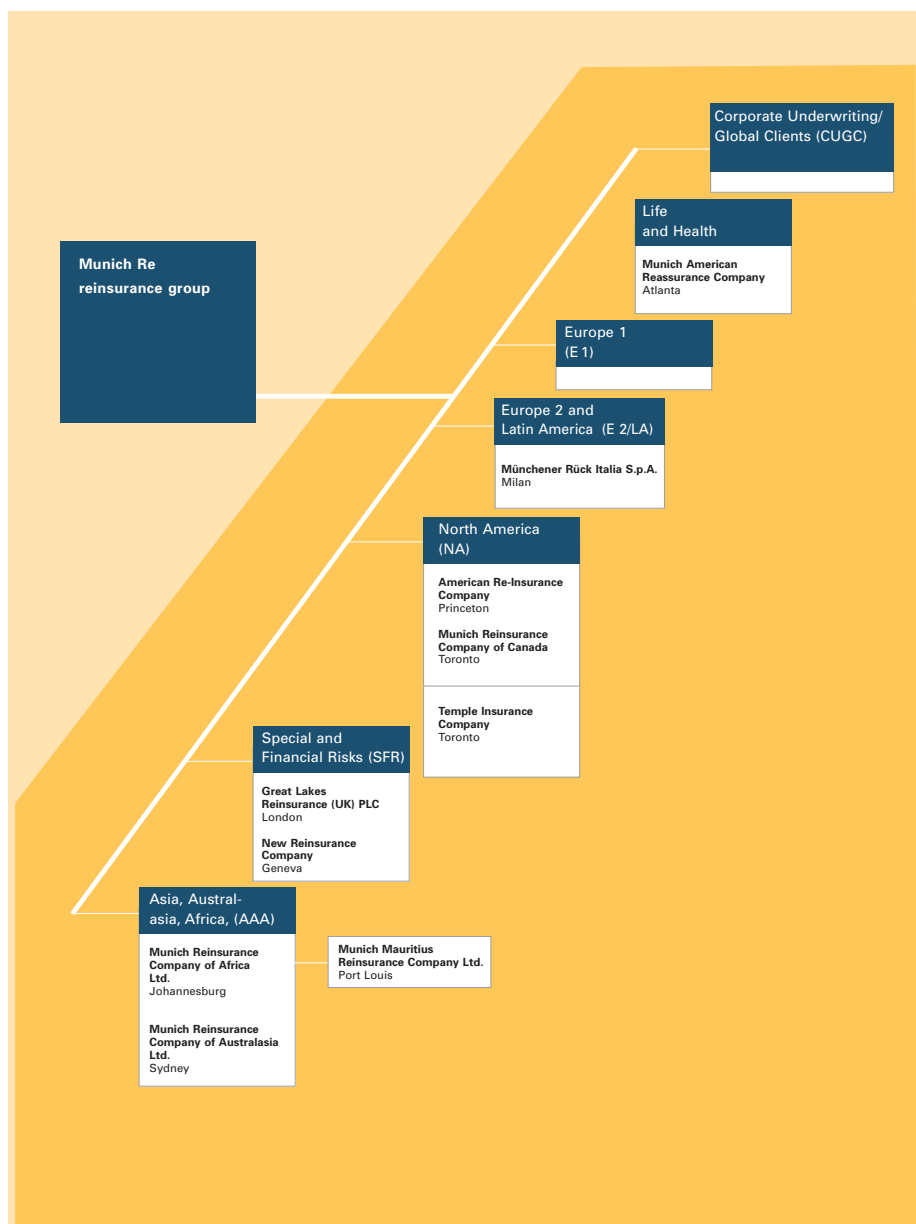 Corporate Underwriting/
Global Clients (CUGC)
Life
and Health
Munich American
Reassurance Company
Atlanta
Munich Re
reinsurance group
Europe 1
(E 1)
Europe 2 and
Latin America (E 2/LA)
Münchener Rück Italia S.p.A.
Milan
North America
(NA)
American Re-Insurance
Company
Princeton
Munich Reinsurance
Company of Canada
Toronto
Temple Insurance
Company
Toronto
Special and
Financial Risks (SFR)
Great Lakes
Reinsurance (UK) PLC
London
New Reinsurance
Company
Geneva
Asia, Austral-
asia, Africa, (AAA)
Munich Reinsurance
Company of Africa
Ltd.
Johannesburg
Munich Reinsurance
Company of Australasia
Ltd.
Sydney
Munich Mauritius
Reinsurance Company Ltd.
Port Louis